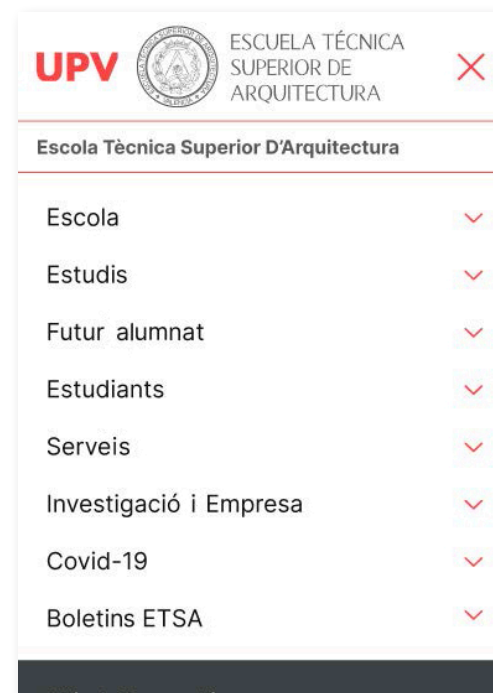 UPV
ESCUELA TÉCNICA
SUPERIOR DE
ARQUITECTURA
Escola Tècnica Superior D'Arquitectura
Escola
Estudis
Futur alumnat
Estudiants
Serveis
Investigació i Empresa
Covid-19
Boletins ETSA